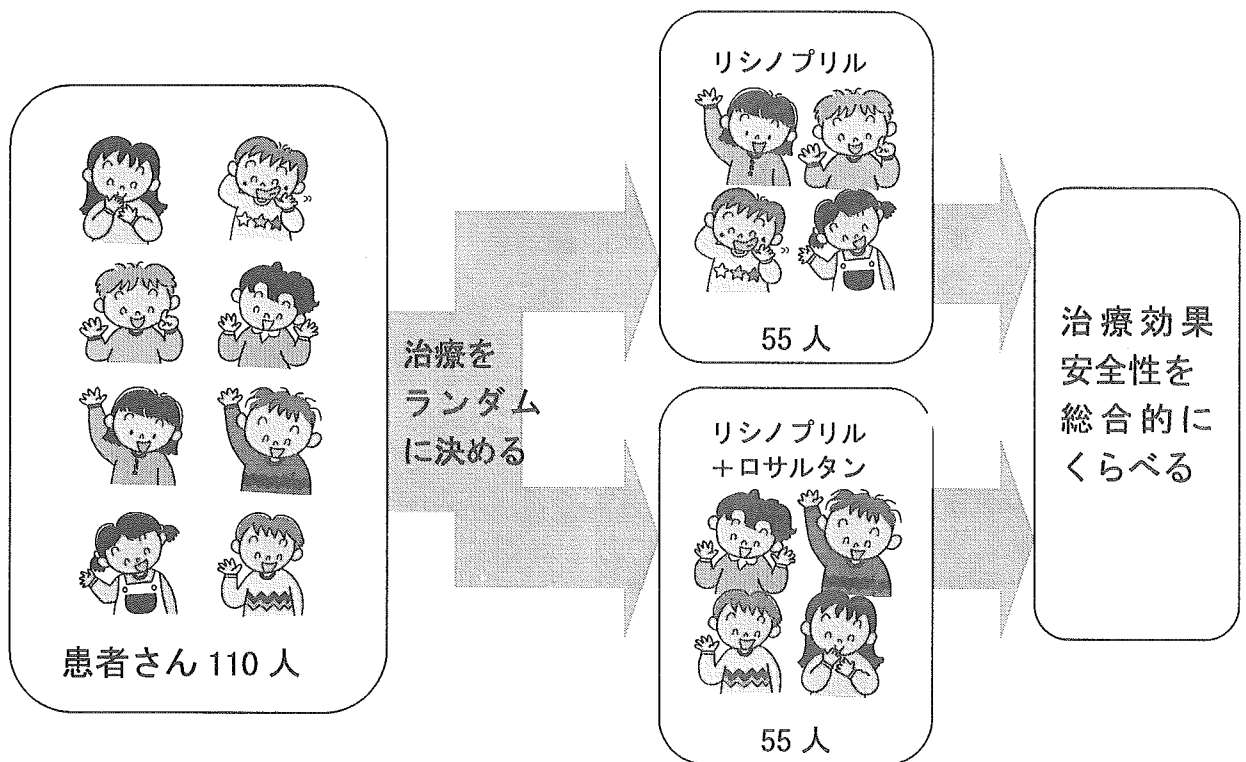 患者さん 110 人
治療を
ランダム
に決める
リシノプリル
55 人
リシノプリル
＋ロサルタン
55 人
治療効果
安全性を
総合的に
くらべる